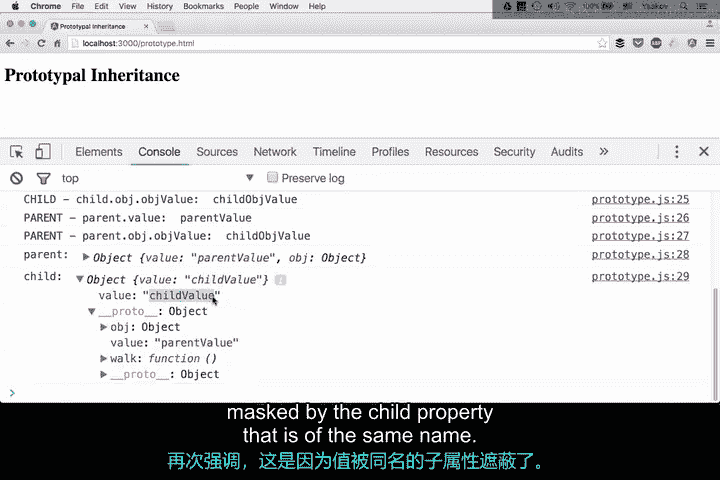 Chrome File Edit View History Bookmarks People Window Help 100% Yaakov
Prototypal Inheritance
localhost:3000/prototype.html
Prototypal Inheritance
Elements Console Sources Network Timeline Profiles Resources Security Audits »
top Preserve log
CHILD – child.obj.objValue: childObjValue prototype.js:25
PARENT – parent.value: parentValue prototype.js:26
PARENT – parent.obj.objValue: childObjValue prototype.js:27
parent: Object {value: "parentValue", obj: Object} prototype.js:28
child: Object {value: "childValue"} prototype.js:29
value: "childValue"
__proto__: Object
obj: Object
value: "parentValue"
walk: function ()
__proto__: Object
masked by the child property
that is of the same name.
再次强调，这是因为值被同名的子属性遮蔽了。